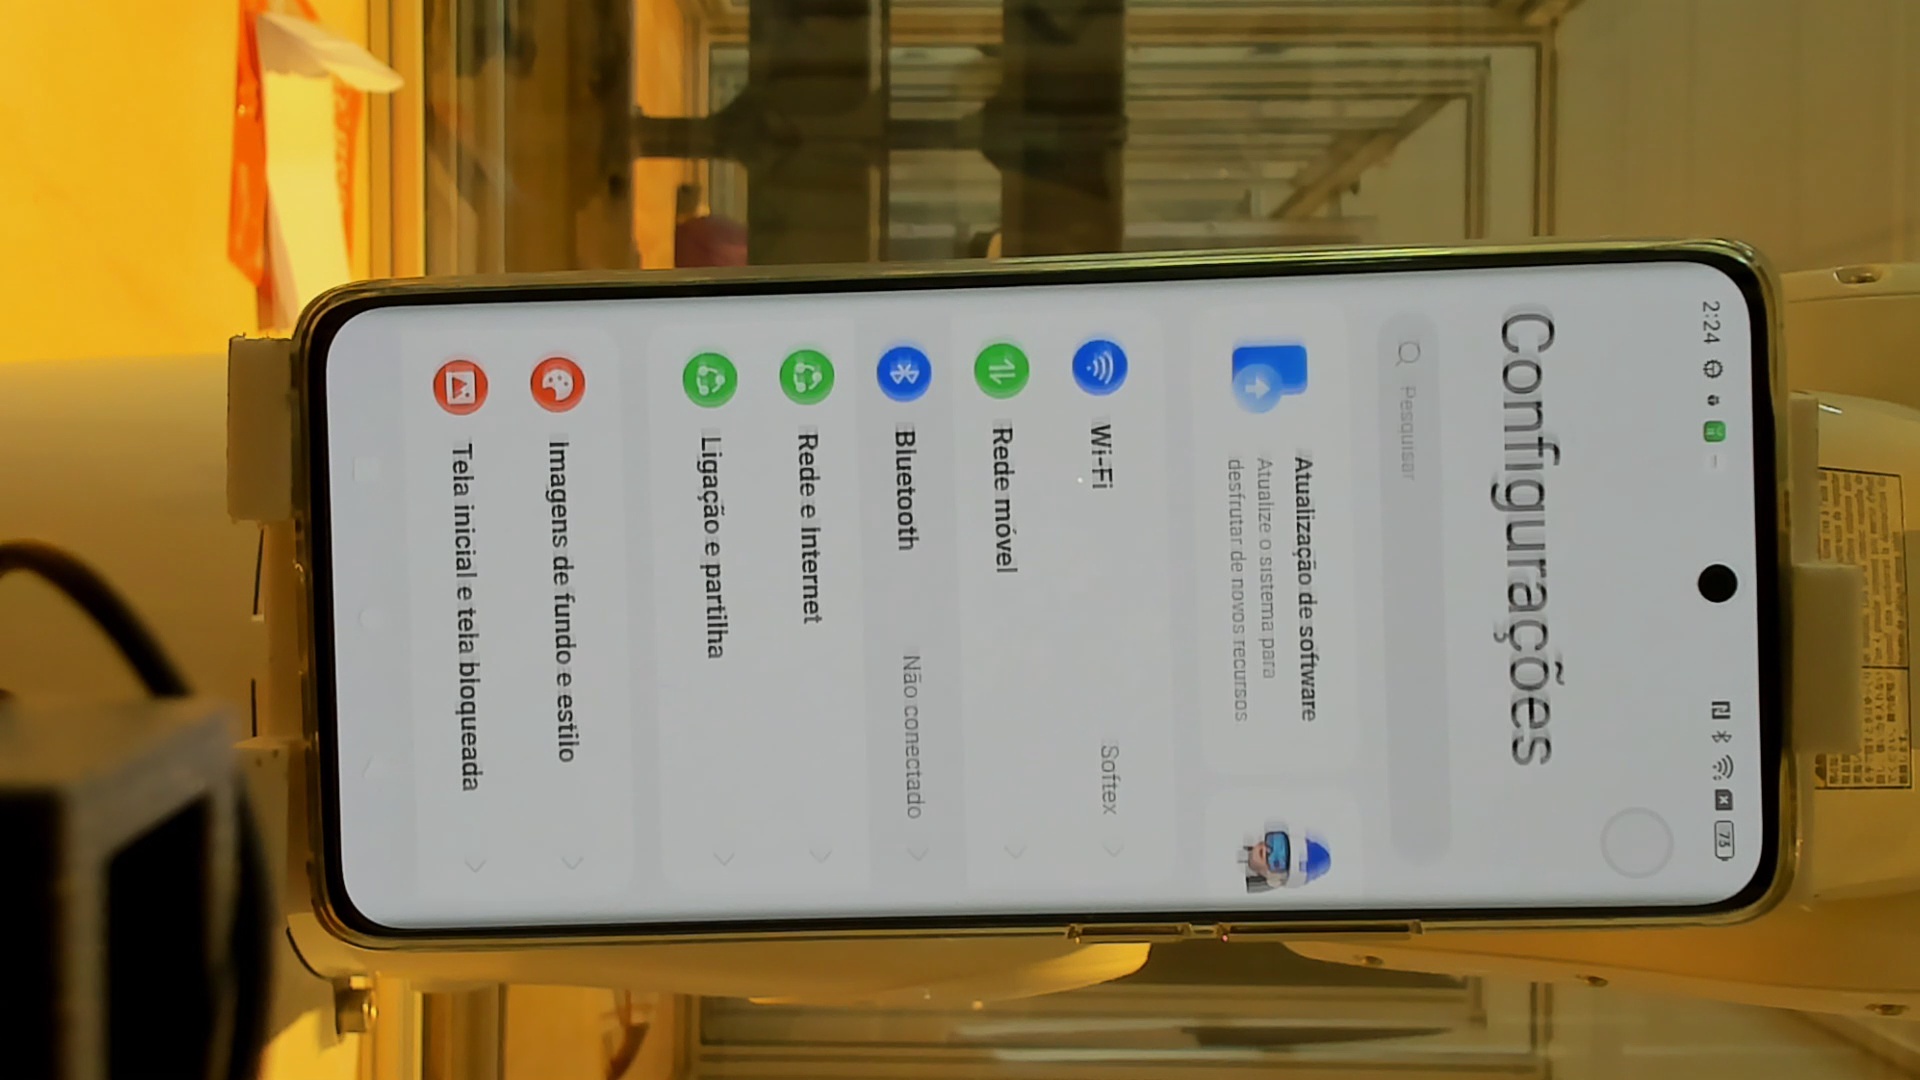 2:24
73
Configurações
Pesquisar
Atualização de software
Atualize o sistema para
desfrutar de novos recursos
Wi-Fi
Softex
Rede móvel
Bluetooth
Não conectado
Rede e Internet
Ligação e partilha
Imagens de fundo e estilo
Tela inicial e tela bloqueada